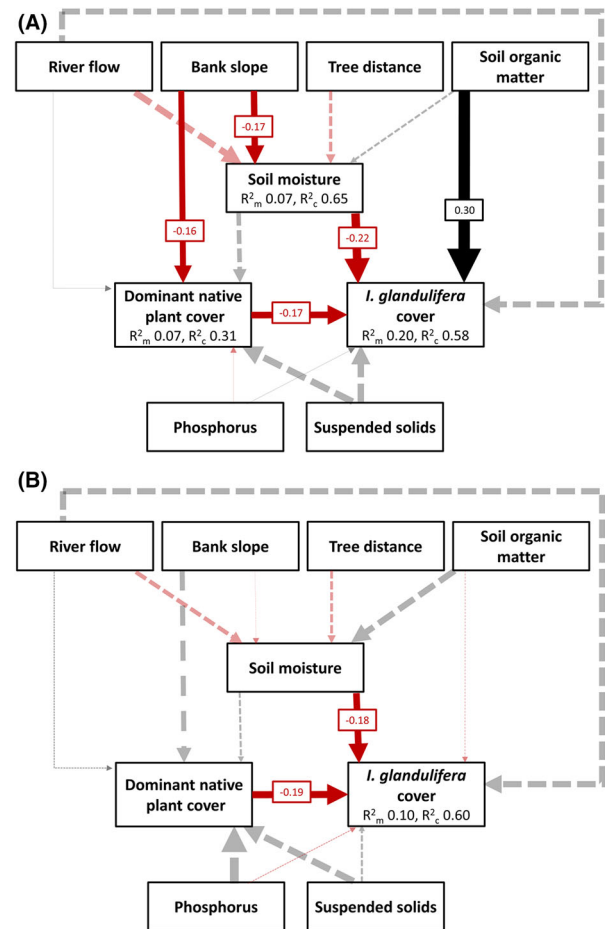 (A)
River flow
Bank slope
Tree distance
Soil organic
matter
-0.17
Soil moisture
R²m 0.07, R²c 0.65
0.30
-0.16
-0.22
Dominant native
plant cover
R²m 0.07, R²c 0.31
-0.17
I. glandulifera
cover
R²m 0.20, R²c 0.58
Phosphorus
Suspended solids
(B)
River flow
Bank slope
Tree distance
Soil organic
matter
Soil moisture
-0.18
Dominant native
plant cover
-0.19
I. glandulifera
cover
R²m 0.10, R²c 0.60
Phosphorus
Suspended solids